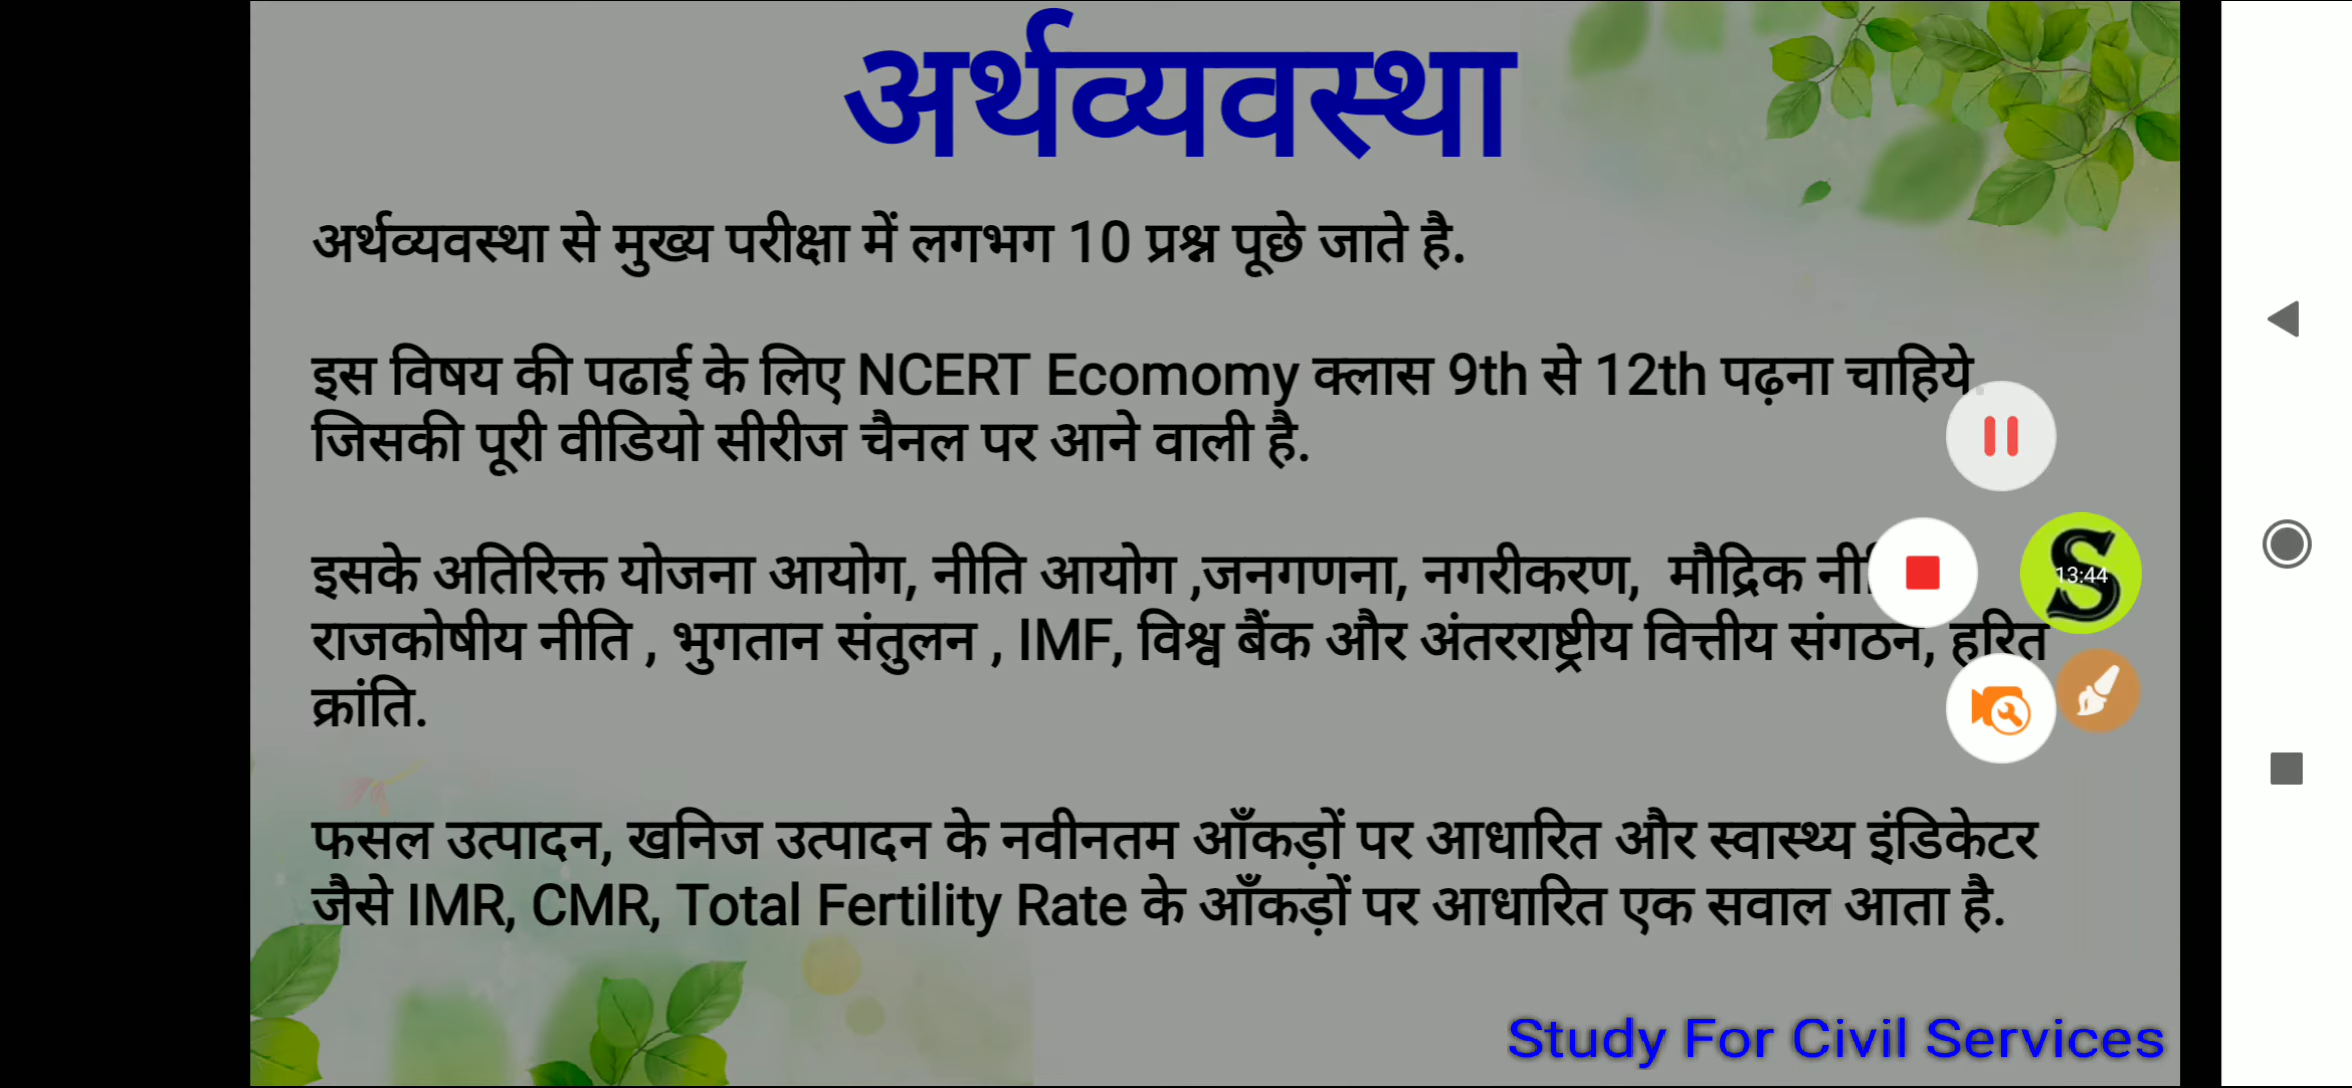 अर्थव्यवस्था
अर्थव्यवस्था से मुख्य परीक्षा में लगभग 10 प्रश्न पूछे जाते है.
इस विषय की पढाई के लिए NCERT Ecomomy क्लास 9th से 12th पढ़ना चाहिये.
जिसकी पूरी वीडियो सीरीज चैनल पर आने वाली है.
इसके अतिरिक्त योजना आयोग, नीति आयोग ,जनगणना, नगरीकरण, मौद्रिक
13:44
राजकोषीय नीति , भुगतान संतुलन , IMF, विश्व बैंक और अंतरराष्ट्रीय वित्तीय संगठन, हरित
क्रांति.
फसल उत्पादन, खनिज उत्पादन के नवीनतम आँकड़ों पर आधारित और स्वास्थ्य इंडिकेटर
जैसे IMR, CMR, Total Fertility Rate के आँकड़ों पर आधारित एक सवाल आता है.
Study For Civil Services